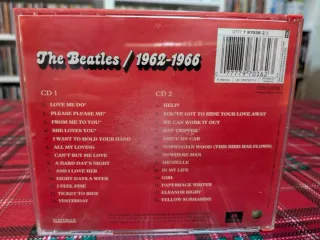 The Beatles / 1962-1966
CD 1
LOVE ME DO
PLEASE PLEASE ME
FROM ME TO YOU
SHE LOVES YOU
I WANT TO HOLD YOUR HAND
ALL MY LOVING
CAN'T BUY ME LOVE
A HARD DAY'S NIGHT
AND I LOVE HER
EIGHT DAYS A WEEK
I FEEL FINE
TICKET TO RIDE
YESTERDAY
CD 2
HELP!
YOU'VE GOT TO HIDE YOUR LOVE AWAY
WE CAN WORK IT OUT
DAY TRIPPER
DRIVE MY CAR
NORWEGIAN WOOD (THIS BIRD HAS FLOWN)
NOWHERE MAN
MICHELLE
IN MY LIFE
GIRL
PAPERBACK WRITER
ELEANOR RIGBY
YELLOW SUBMARINE